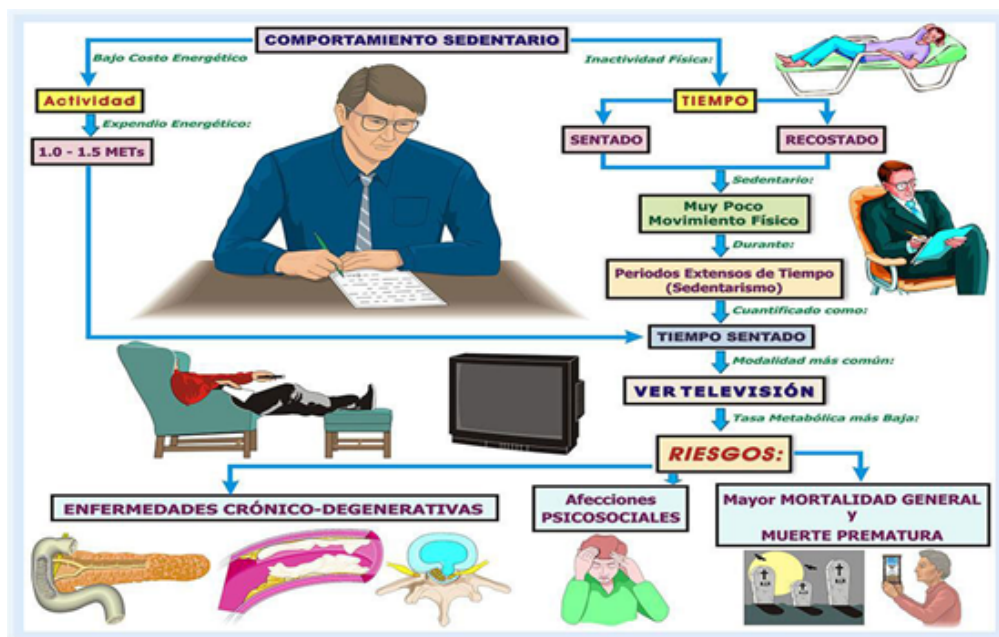 COMPORTAMIENTO SEDENTARIO
Bajo Costo Energético
Inactividad Física:
Actividad
TIEMPO
Expendio Energético:
1.0 - 1.5 METs
SENTADO
RECOSTADO
Sedentario:
Muy Poco
Movimiento Físico
Durante:
Periodos Extensos de Tiempo
(Sedentarismo)
Cuantificado como:
TIEMPO SENTADO
Modalidad más común:
VER TELEVISIÓN
Tasa Metabólica más Baja:
RIESGOS:
ENFERMEDADES CRÓNICO-DEGENERATIVAS
Afecciones
PSICOSOCIALES
Mayor MORTALIDAD GENERAL
y
MUERTE PREMATURA